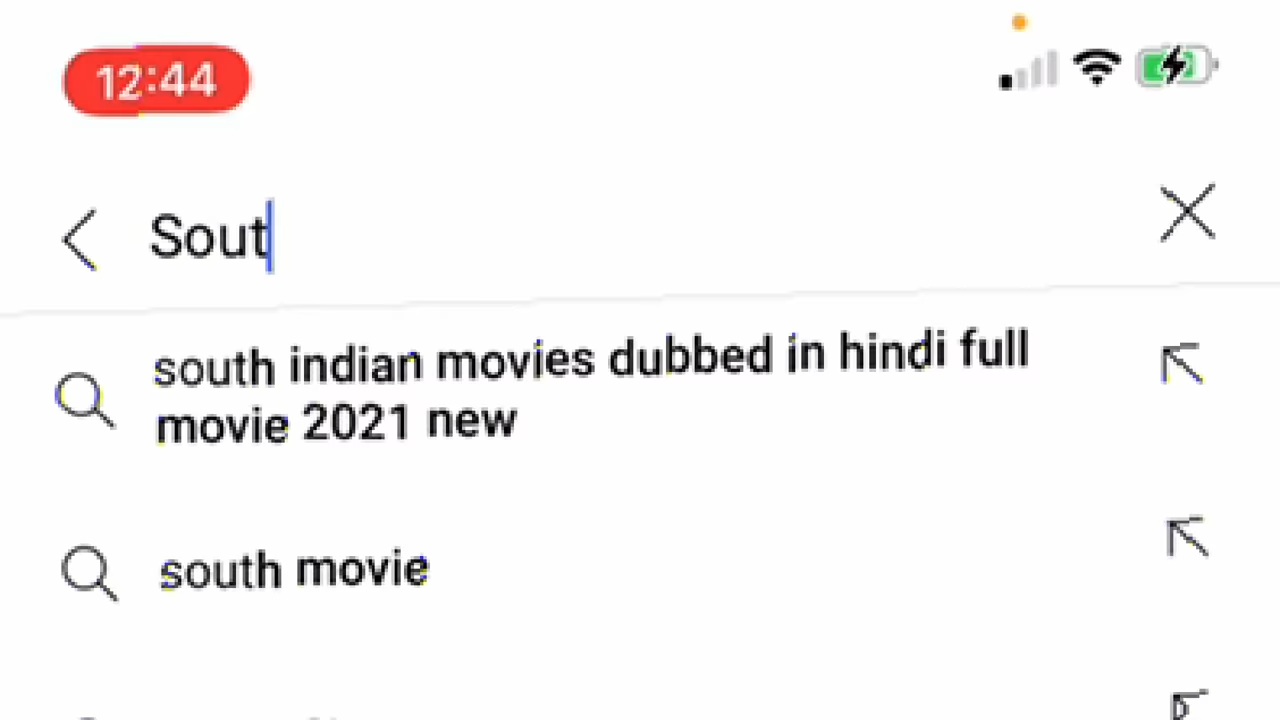 12:44
Sout
south indian movies dubbed in hindi full
movie 2021 new
south movie